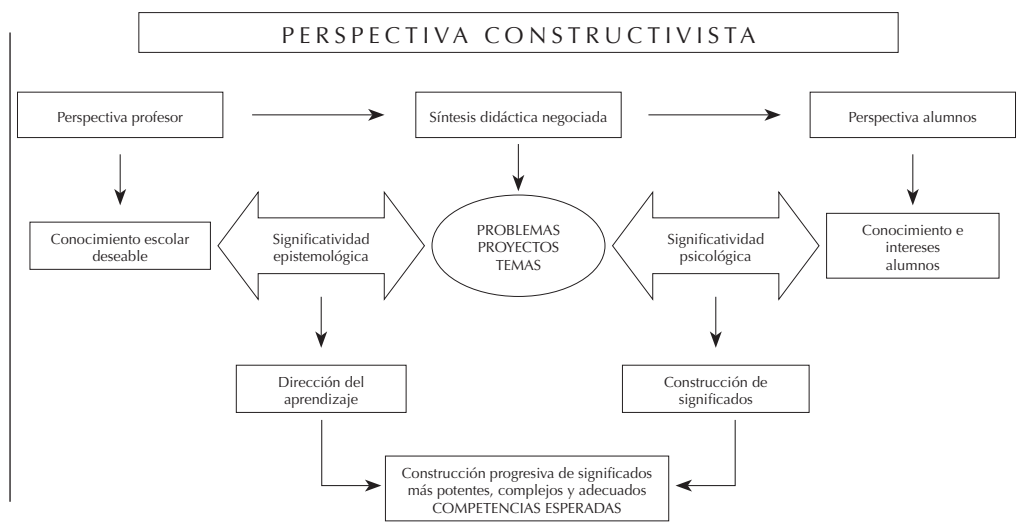 PERSPECTIVA CONSTRUCTIVISTA
Perspectiva profesor
Síntesis didáctica negociada
Perspectiva alumnos
Conocimiento escolar
deseable
Significatividad
epistemológica
PROBLEMAS
PROYECTOS
TEMAS
Significatividad
psicológica
Conocimiento e
intereses
alumnos
Dirección del
aprendizaje
Construcción de
significados
Construcción progresiva de significados
más potentes, complejos y adecuados
COMPETENCIAS ESPERADAS